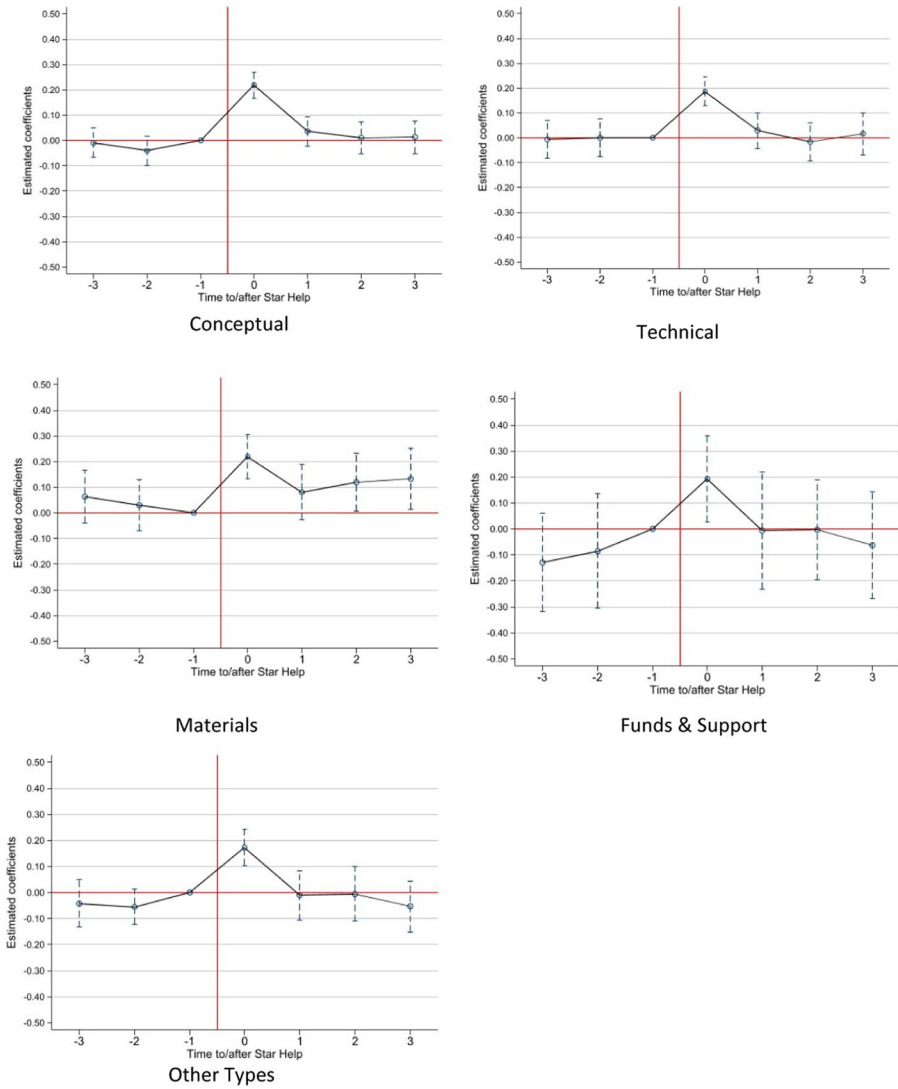 0.50
0.40
0.30
0.20
0.10
0.00
-0.10
-0.20
-0.30
-0.40
-0.50
Estimated coefficients
-3 -2 -1 0 1 2 3
Time to/after Star Help
Conceptual
0.50
0.40
0.30
0.20
0.10
0.00
-0.10
-0.20
-0.30
-0.40
-0.50
Estimated coefficients
-3 -2 -1 0 1 2 3
Time to/after Star Help
Technical
0.50
0.40
0.30
0.20
0.10
0.00
-0.10
-0.20
-0.30
-0.40
-0.50
Estimated coefficients
-3 -2 -1 0 1 2 3
Time to/after Star Help
Materials
0.50
0.40
0.30
0.20
0.10
0.00
-0.10
-0.20
-0.30
-0.40
-0.50
Estimated coefficients
-3 -2 -1 0 1 2 3
Time to/after Star Help
Funds & Support
0.50
0.40
0.30
0.20
0.10
0.00
-0.10
-0.20
-0.30
-0.40
-0.50
Estimated coefficients
-3 -2 -1 0 1 2 3
Time to/after Star Help
Other Types